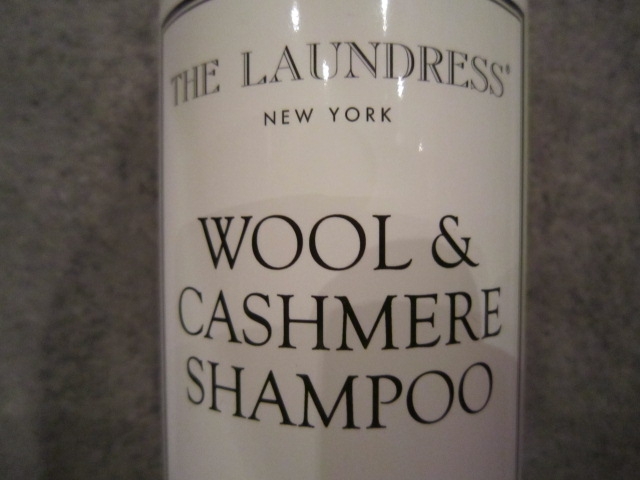 THE LAUNDRESS®
NEW YORK
WOOL &
CASHMERE
SHAMPOO